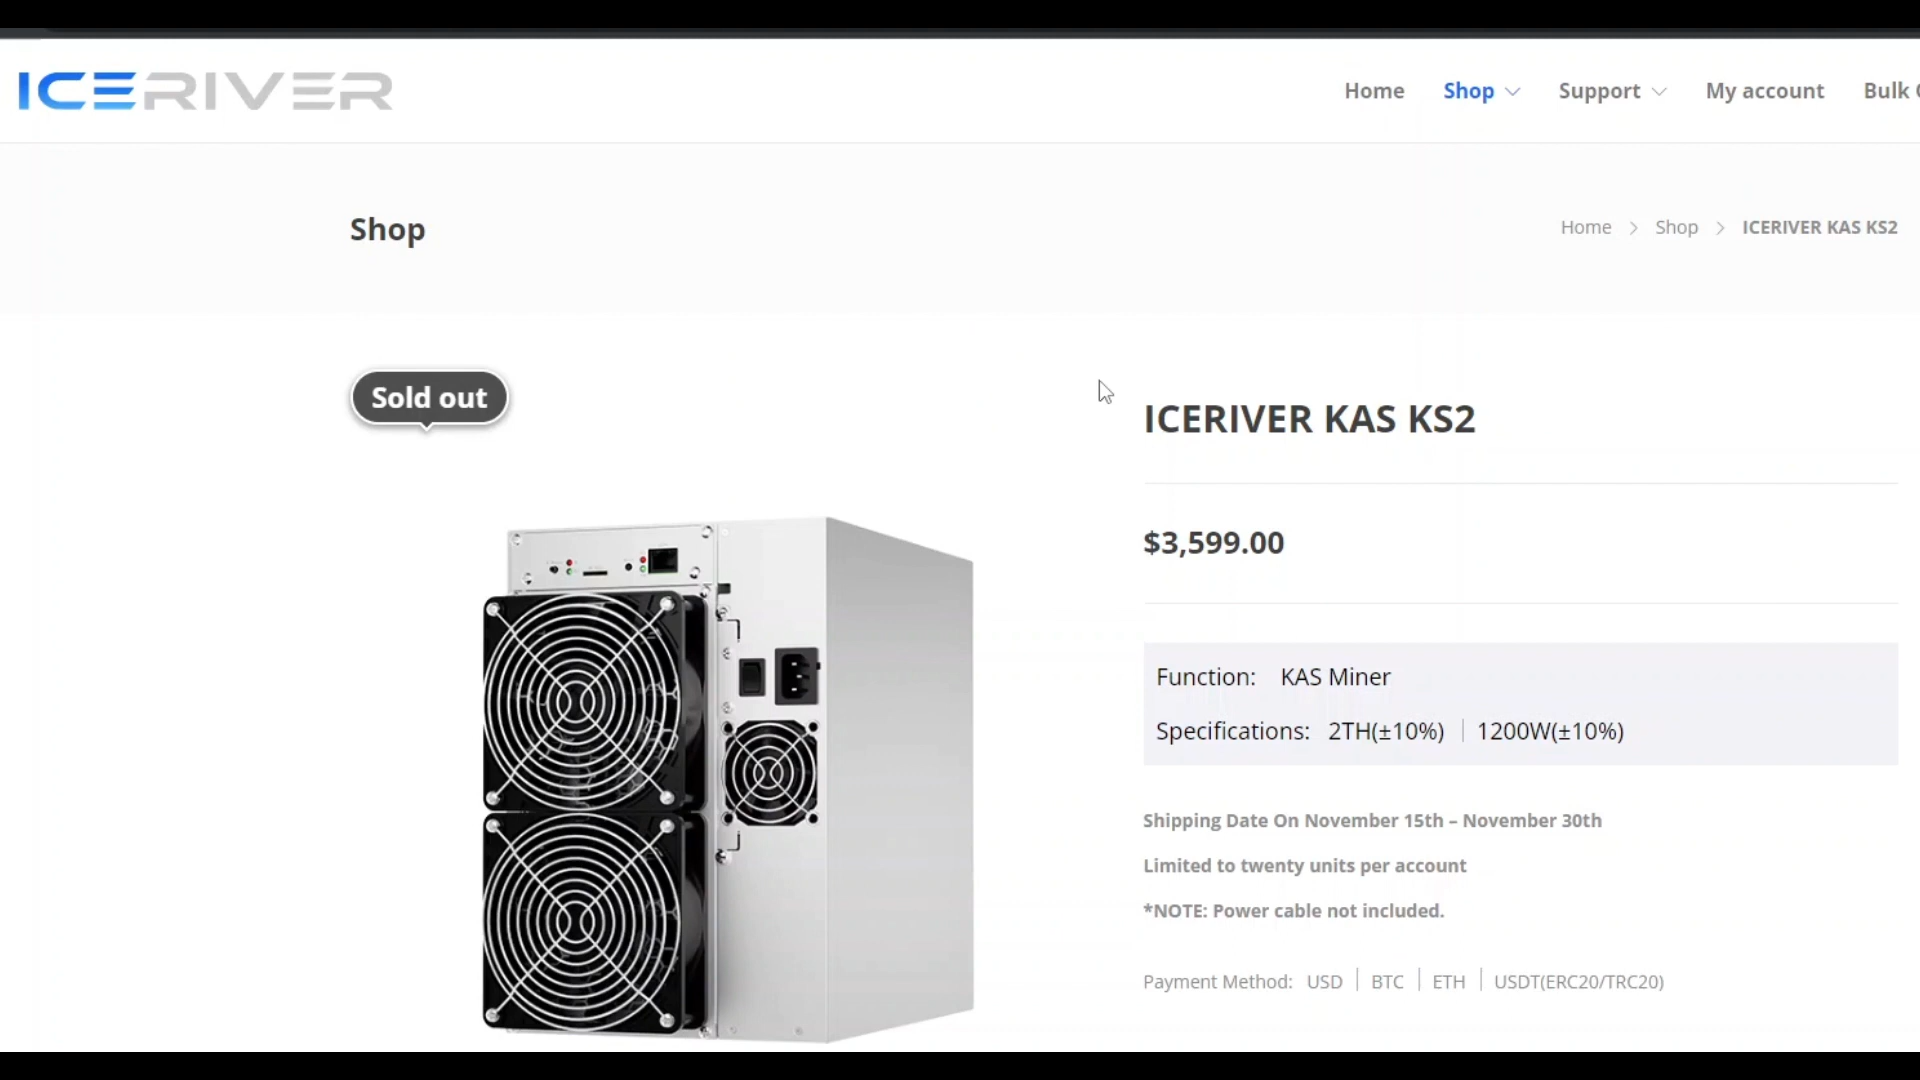 ICERIVER
Home Shop Support My account Bulk
Shop
Home Shop ICERIVER KAS KS2
Sold out
ICERIVER KAS KS2
$3,599.00
Function: KAS Miner
Specifications: 2TH(±10%) 1200W(±10%)
Shipping Date On November 15th – November 30th
Limited to twenty units per account
*NOTE: Power cable not included.
Payment Method: USD BTC ETH USDT(ERC20/TRC20)